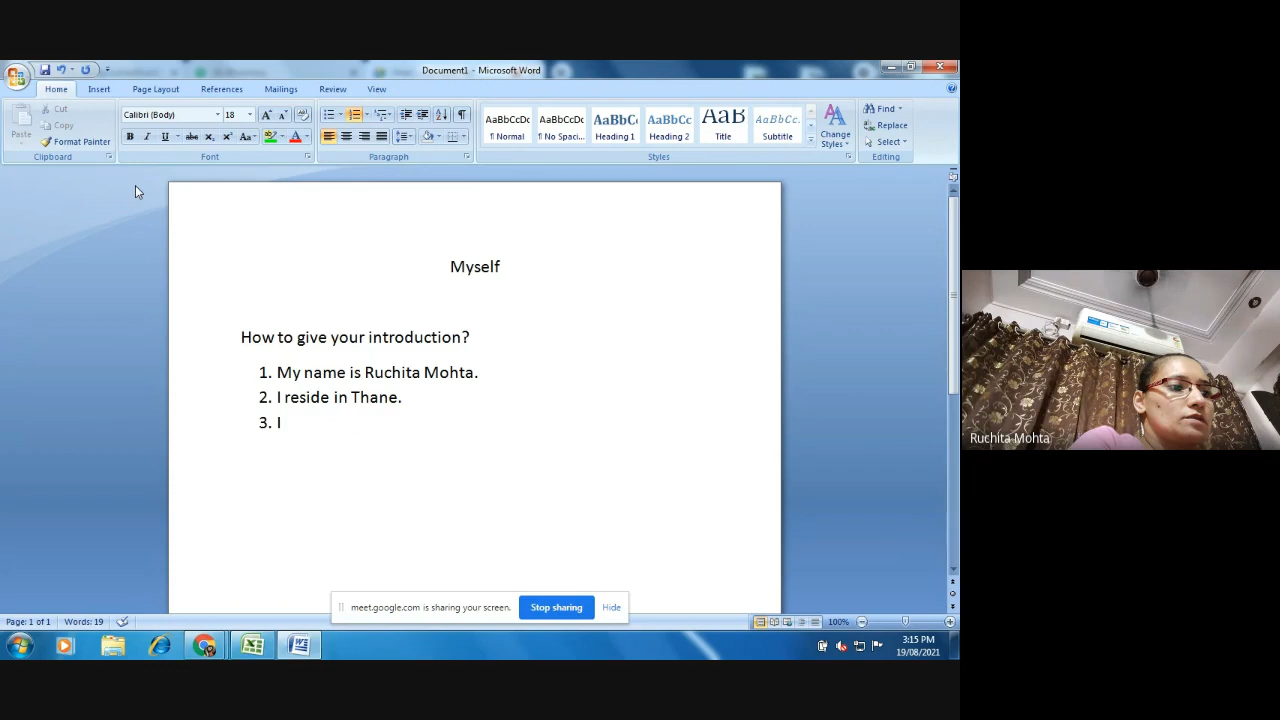 Document1 - Microsoft Word
Home Insert Page Layout References Mailings Review View
Paste
Cut
Copy
Format Painter
Clipboard
Calibri (Body) 18
Font
Paragraph
AaBbCcDc AaBbCcDc AaBbC AaBbCc AaB AaBbCc.
¶ Normal ¶ No Spaci... Heading 1 Heading 2 Title Subtitle
Change Styles
Styles
Find
Replace
Select
Editing
Myself
How to give your introduction?
1. My name is Ruchita Mohta.
2. I reside in Thane.
3. I
Ruchita Mohta
meet.google.com is sharing your screen. Stop sharing Hide
Page: 1 of 1 Words: 19 100%
3:15 PM
19/08/2021